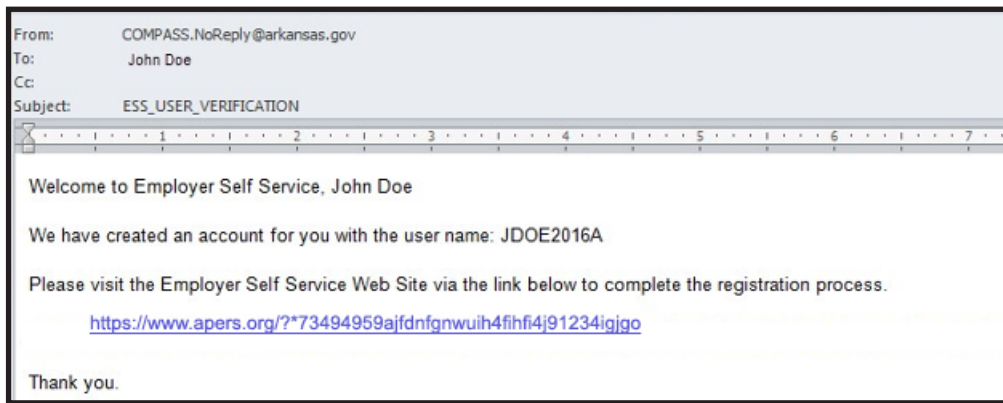 From: COMPASS.NoReply@arkansas.gov
To: John Doe
Cc:
Subject: ESS_USER_VERIFICATION
1 2 3 4 5 6 7
Welcome to Employer Self Service, John Doe
We have created an account for you with the user name: JDOE2016A
Please visit the Employer Self Service Web Site via the link below to complete the registration process.
https://www.apers.org/?*73494959ajfdnfgnwuih4fihfi4j91234igjgo
Thank you.